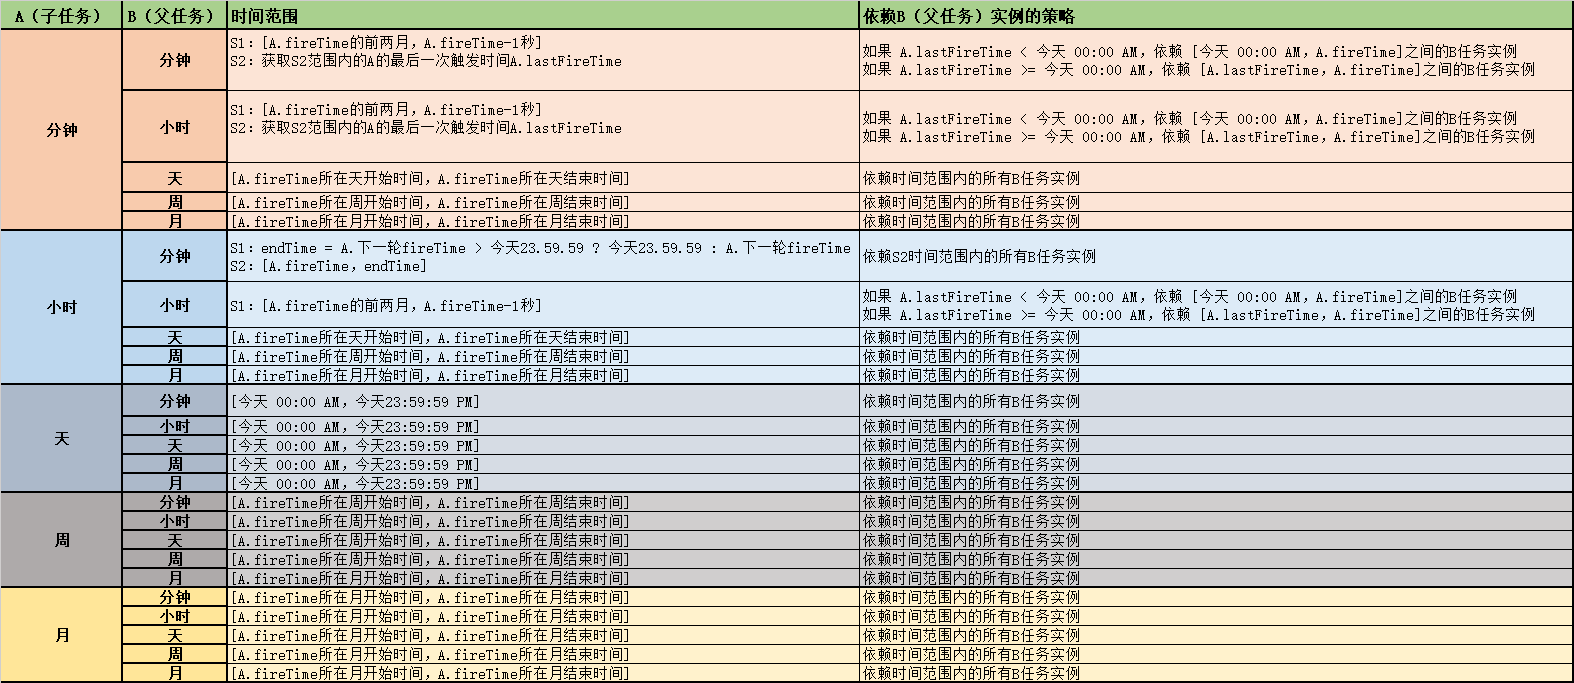 A（子任务） B（父任务） 时间范围 依赖B（父任务）实例的策略
分钟
分钟
S1：[A.fireTime的前两月，A.fireTime-1秒]
S2：获取S2范围内的A的最后一次触发时间A.lastFireTime
如果 A.lastFireTime < 今天 00:00 AM，依赖 [今天 00:00 AM，A.fireTime]之间的B任务实例
如果 A.lastFireTime >= 今天 00:00 AM，依赖 [A.lastFireTime，A.fireTime]之间的B任务实例
小时
S1：[A.fireTime的前两月，A.fireTime-1秒]
S2：获取S2范围内的A的最后一次触发时间A.lastFireTime
如果 A.lastFireTime < 今天 00:00 AM，依赖 [今天 00:00 AM，A.fireTime]之间的B任务实例
如果 A.lastFireTime >= 今天 00:00 AM，依赖 [A.lastFireTime，A.fireTime]之间的B任务实例
天 [A.fireTime所在天开始时间，A.fireTime所在天结束时间] 依赖时间范围内的所有B任务实例
周 [A.fireTime所在周开始时间，A.fireTime所在周结束时间] 依赖时间范围内的所有B任务实例
月 [A.fireTime所在月开始时间，A.fireTime所在月结束时间] 依赖时间范围内的所有B任务实例
小时
分钟
S1：endTime = A.下一轮fireTime > 今天23.59.59 ? 今天23.59.59 : A.下一轮fireTime
S2：[A.fireTime，endTime]
依赖S2时间范围内的所有B任务实例
小时
S1：[A.fireTime的前两月，A.fireTime-1秒]
如果 A.lastFireTime < 今天 00:00 AM，依赖 [今天 00:00 AM，A.fireTime]之间的B任务实例
如果 A.lastFireTime >= 今天 00:00 AM，依赖 [A.lastFireTime，A.fireTime]之间的B任务实例
天 [A.fireTime所在天开始时间，A.fireTime所在天结束时间] 依赖时间范围内的所有B任务实例
周 [A.fireTime所在周开始时间，A.fireTime所在周结束时间] 依赖时间范围内的所有B任务实例
月 [A.fireTime所在月开始时间，A.fireTime所在月结束时间] 依赖时间范围内的所有B任务实例
天
分钟 [今天 00:00 AM，今天23:59:59 PM] 依赖时间范围内的所有B任务实例
小时 [今天 00:00 AM，今天23:59:59 PM] 依赖时间范围内的所有B任务实例
天 [今天 00:00 AM，今天23:59:59 PM] 依赖时间范围内的所有B任务实例
周 [今天 00:00 AM，今天23:59:59 PM] 依赖时间范围内的所有B任务实例
月 [今天 00:00 AM，今天23:59:59 PM] 依赖时间范围内的所有B任务实例
周
分钟 [A.fireTime所在周开始时间，A.fireTime所在周结束时间] 依赖时间范围内的所有B任务实例
小时 [A.fireTime所在周开始时间，A.fireTime所在周结束时间] 依赖时间范围内的所有B任务实例
天 [A.fireTime所在周开始时间，A.fireTime所在周结束时间] 依赖时间范围内的所有B任务实例
周 [A.fireTime所在周开始时间，A.fireTime所在周结束时间] 依赖时间范围内的所有B任务实例
月 [A.fireTime所在月开始时间，A.fireTime所在月结束时间] 依赖时间范围内的所有B任务实例
月
分钟 [A.fireTime所在月开始时间，A.fireTime所在月结束时间] 依赖时间范围内的所有B任务实例
小时 [A.fireTime所在月开始时间，A.fireTime所在月结束时间] 依赖时间范围内的所有B任务实例
天 [A.fireTime所在月开始时间，A.fireTime所在月结束时间] 依赖时间范围内的所有B任务实例
周 [A.fireTime所在月开始时间，A.fireTime所在月结束时间] 依赖时间范围内的所有B任务实例
月 [A.fireTime所在月开始时间，A.fireTime所在月结束时间] 依赖时间范围内的所有B任务实例